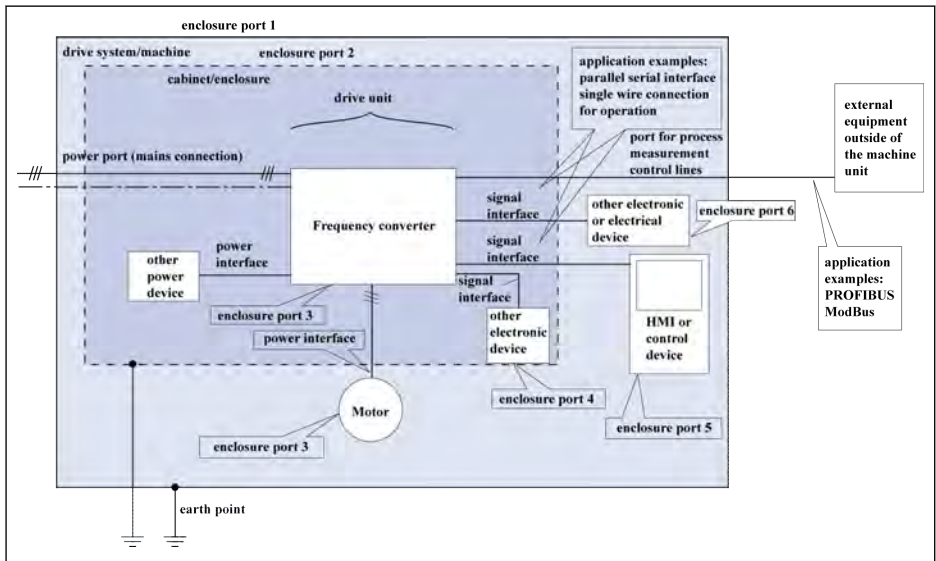 enclosure port 1
drive system/machine
enclosure port 2
cabinet/enclosure
drive unit
application examples:
parallel serial interface
single wire connection
for operation
external
equipment
outside of
the machine
unit
power port (mains connection)
port for process
measurement
control lines
signal
interface
other electronic
or electrical
device
enclosure port 6
Frequency converter
signal
interface
power
interface
other
power
device
signal
interface
application
examples:
PROFIBUS
ModBus
enclosure port 3
other
electronic
device
HMI or
control
device
power interface
enclosure port 4
Motor
enclosure port 3
enclosure port 5
earth point